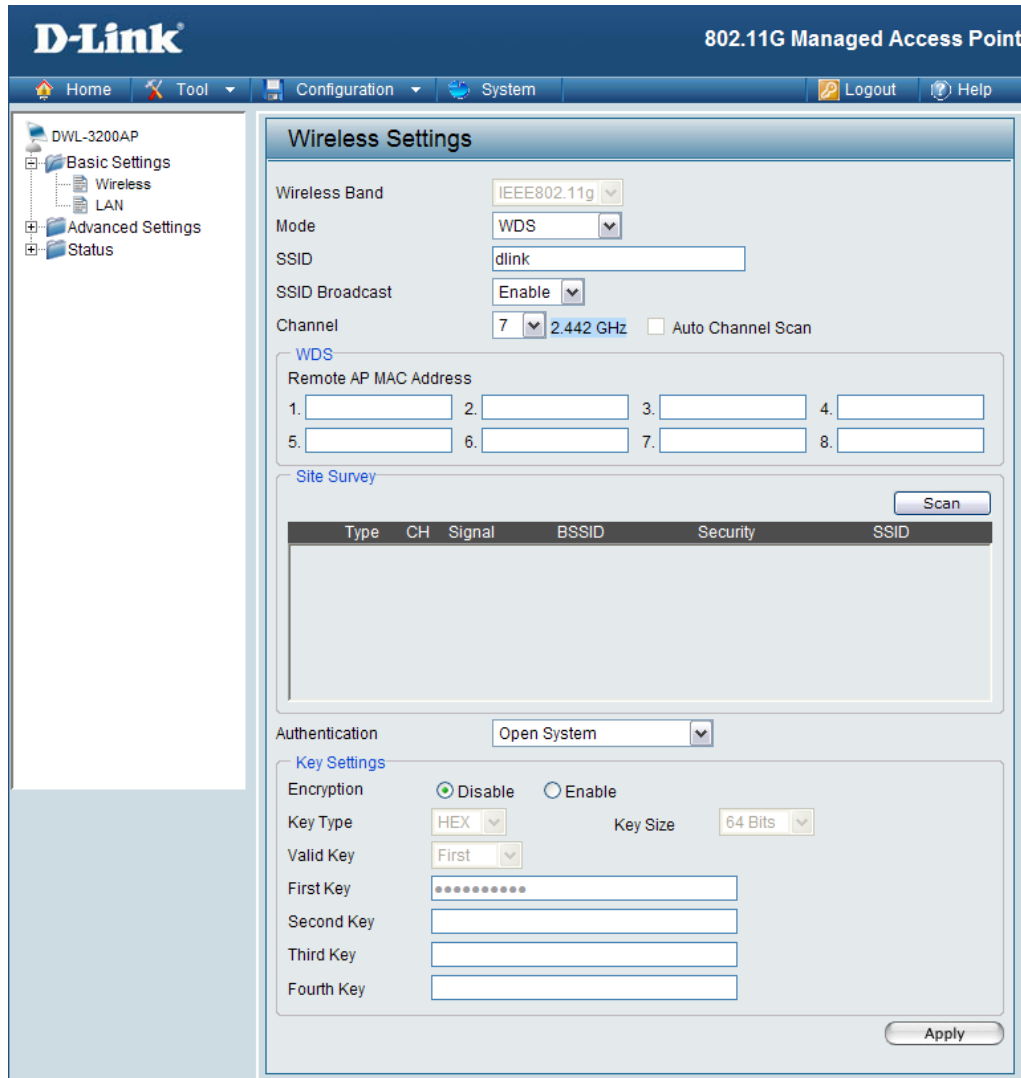 D-Link
802.11G Managed Access Point
Home Tool Configuration System Logout Help
DWL-3200AP
Basic Settings
Wireless
LAN
Advanced Settings
Status
Wireless Settings
Wireless Band IEEE802.11g
Mode WDS
SSID dlink
SSID Broadcast Enable
Channel 7 2.442 GHz Auto Channel Scan
WDS
Remote AP MAC Address
1. 2. 3. 4.
5. 6. 7. 8.
Site Survey
Scan
Type CH Signal BSSID Security SSID
Authentication Open System
Key Settings
Encryption Disable Enable
Key Type HEX Key Size 64 Bits
Valid Key First
First Key ●●●●●●●●●●
Second Key
Third Key
Fourth Key
Apply